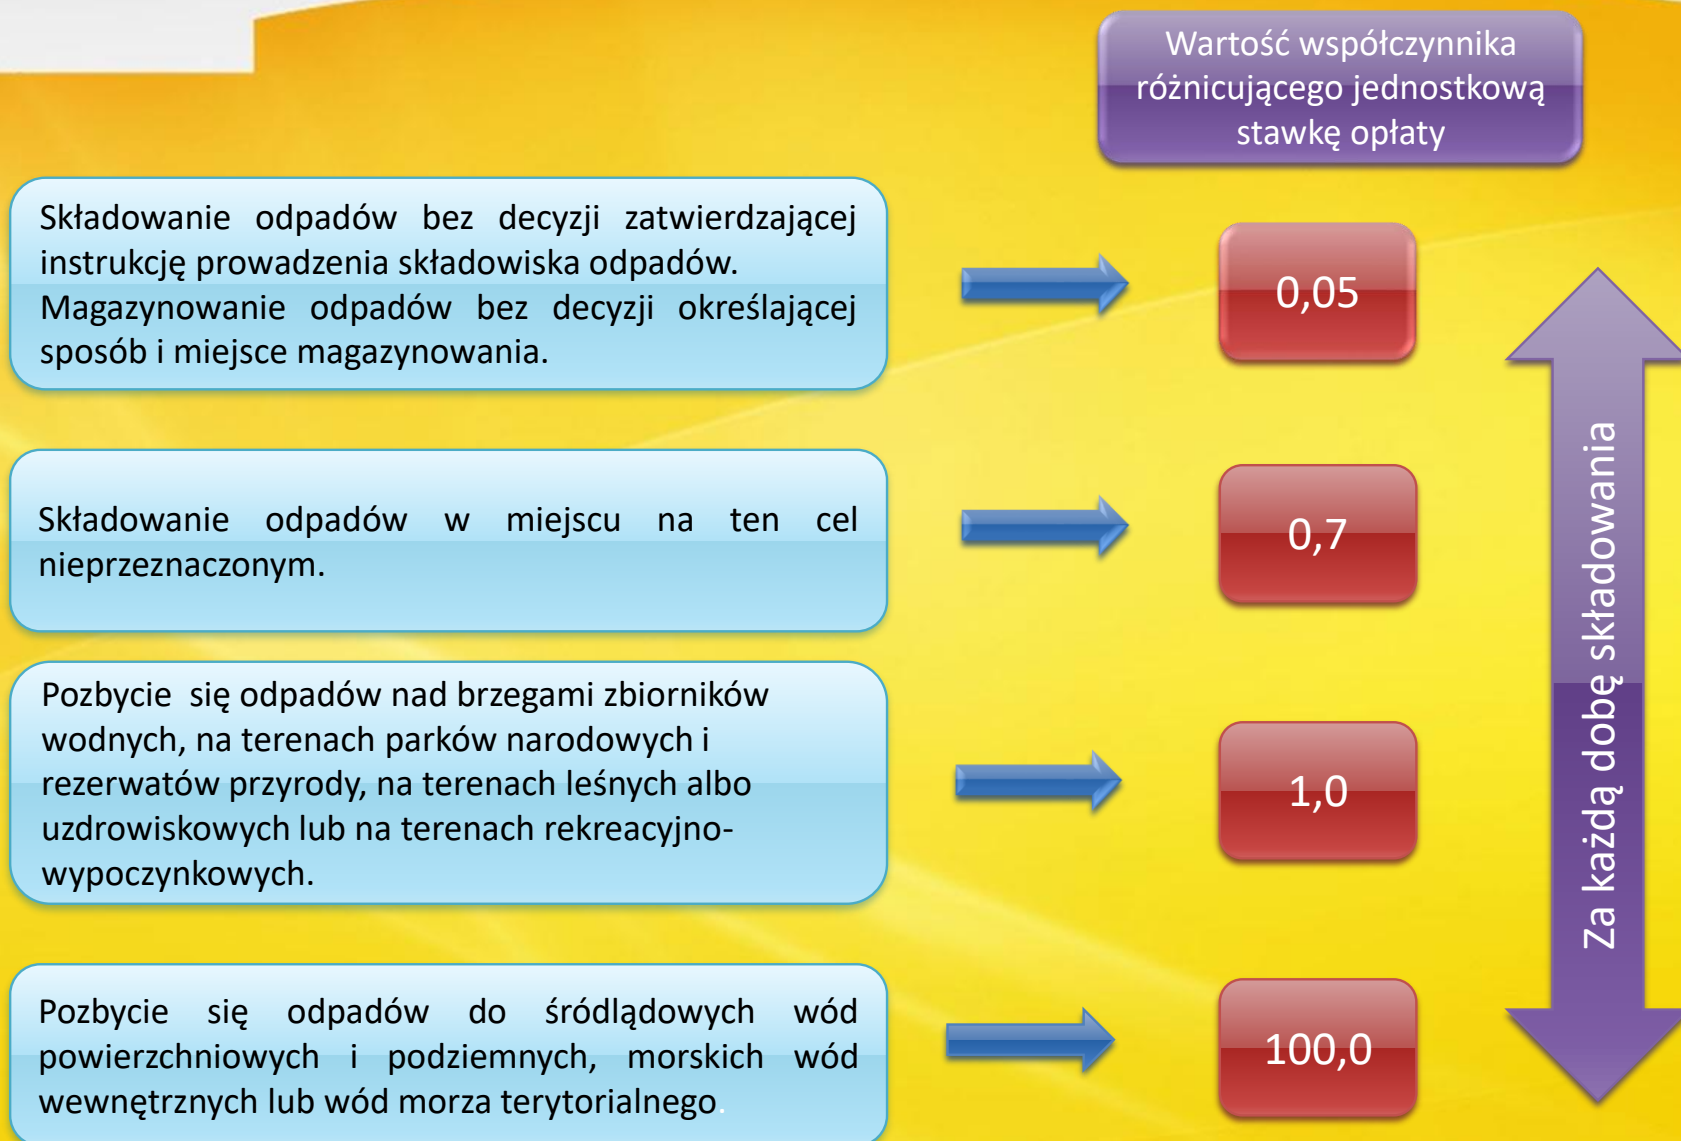 Wartość współczynnika
różnicującego jednostkową
stawkę opłaty
Składowanie odpadów bez decyzji zatwierdzającej
instrukcję prowadzenia składowiska odpadów.
Magazynowanie odpadów bez decyzji określającej
sposób i miejsce magazynowania.
0,05
Składowanie odpadów w miejscu na ten cel
nieprzeznaczonym.
0,7
Pozbycie się odpadów nad brzegami zbiorników
wodnych, na terenach parków narodowych i
rezerwatów przyrody, na terenach leśnych albo
uzdrowiskowych lub na terenach rekreacyjno-
wypoczynkowych.
1,0
Pozbycie się odpadów do śródlądowych wód
powierzchniowych i podziemnych, morskich wód
wewnętrznych lub wód morza terytorialnego.
100,0
Za każdą dobę składowania